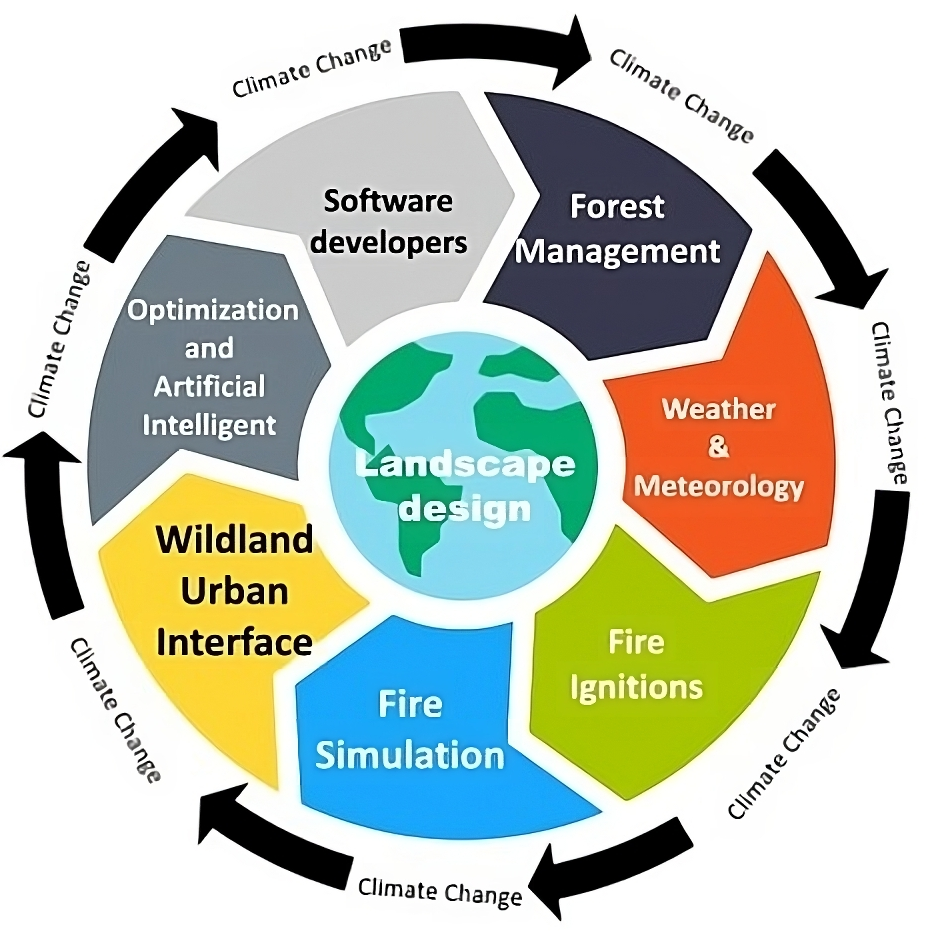 Climate Change
Climate Change
Climate Change
Climate Change
Climate Change
Climate Change
Climate Change
Software
developers
Forest
Management
Weather
&
Meteorology
Fire
Ignitions
Fire
Simulation
Wildland
Urban
Interface
Optimization
and
Artificial
Intelligent
Landscape
design